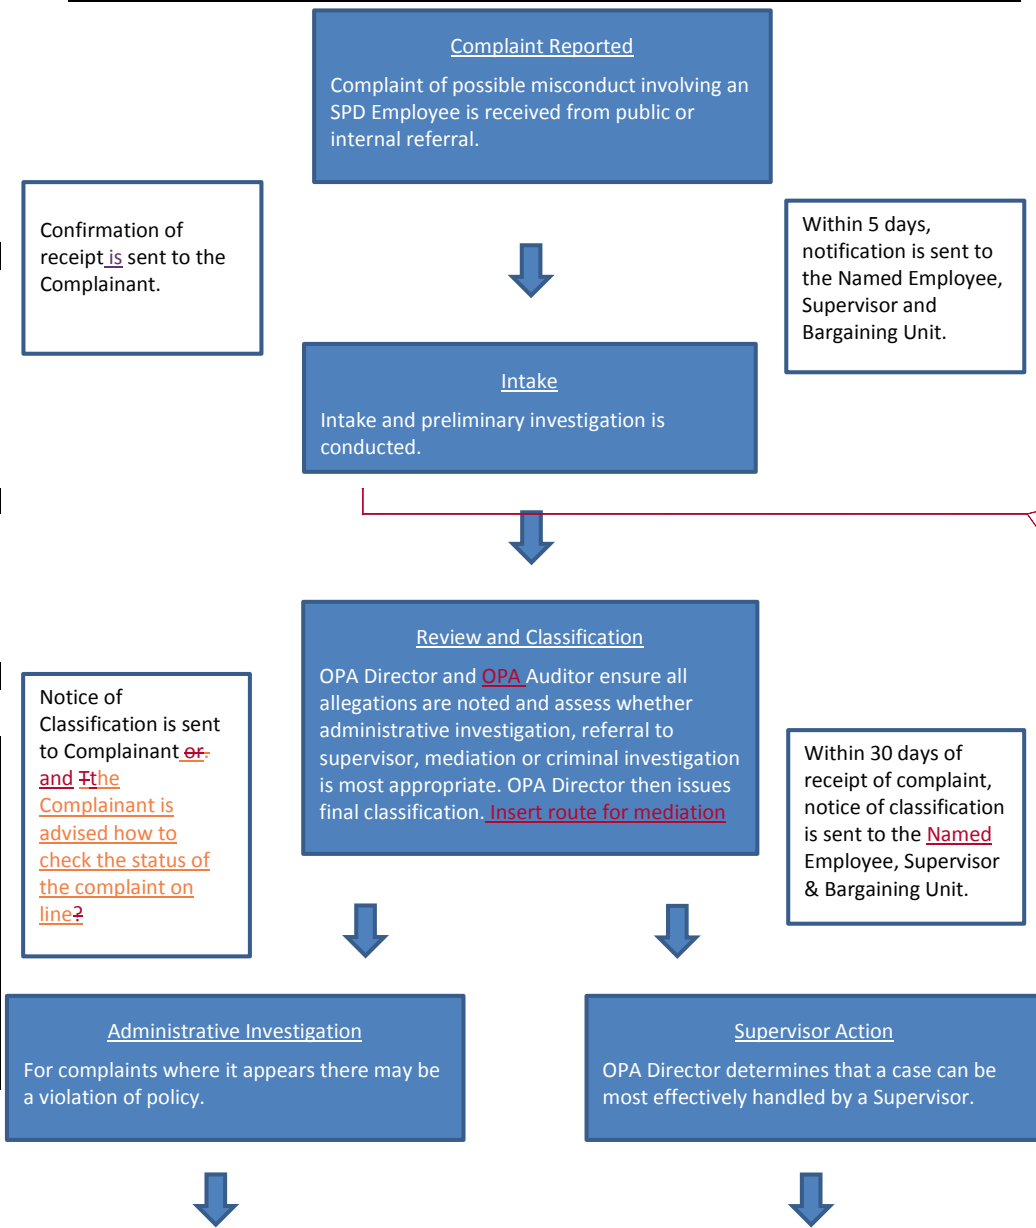 Complaint Reported
Complaint of possible misconduct involving an
SPD Employee is received from public or
internal referral.
Confirmation of
receipt is sent to the
Complainant.
Within 5 days,
notification is sent to
the Named Employee,
Supervisor and
Bargaining Unit.
Intake
Intake and preliminary investigation is
conducted.
Review and Classification
OPA Director and OPA Auditor ensure all
allegations are noted and assess whether
administrative investigation, referral to
supervisor, mediation or criminal investigation
is most appropriate. OPA Director then issues
final classification. Insert route for mediation
Notice of
Classification is sent
to Complainant or.
and Tthe
Complainant is
advised how to
check the status of
the complaint on
line?
Within 30 days of
receipt of complaint,
notice of classification
is sent to the Named
Employee, Supervisor
& Bargaining Unit.
Administrative Investigation
For complaints where it appears there may be
a violation of policy.
Supervisor Action
OPA Director determines that a case can be
most effectively handled by a Supervisor.